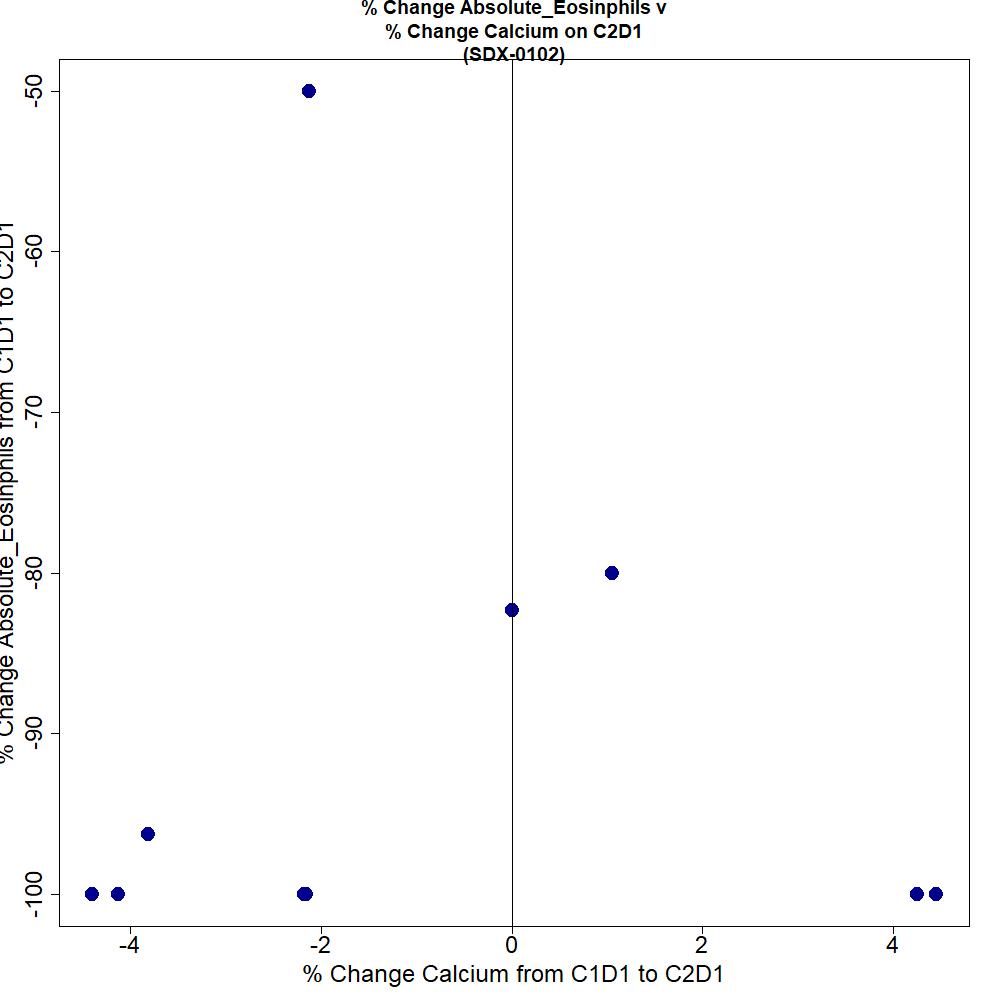 % Change Absolute_Eosinphils v
% Change Calcium on C2D1
(SDX-0102)
% Change Absolute_Eosinphils from C1D1 to C2D1
-50
-60
-70
-80
-90
-100
-4
-2
0
2
4
% Change Calcium from C1D1 to C2D1